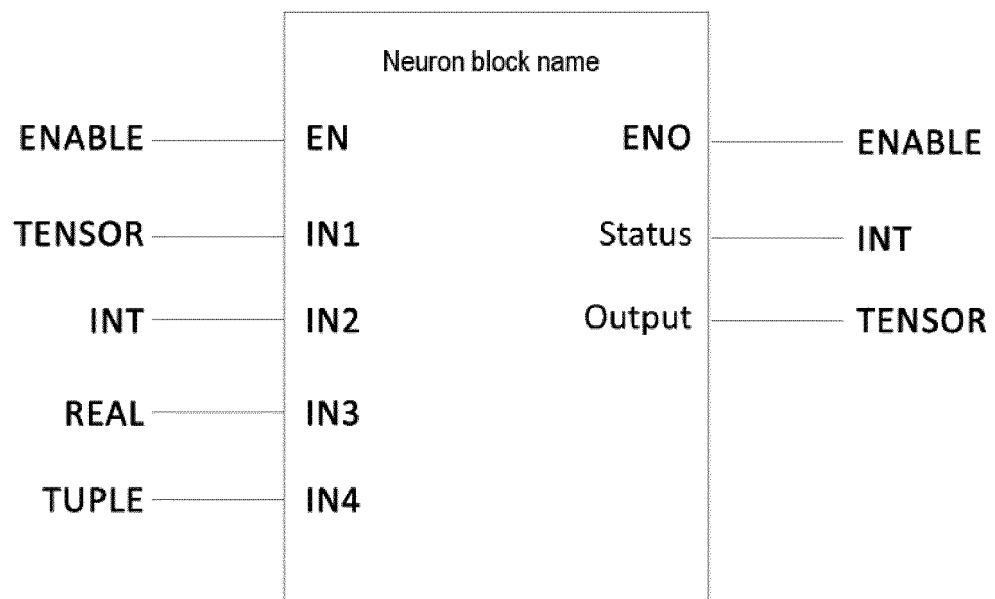 Neuron block name
ENABLE EN ENO ENABLE
TENSOR IN1 Status INT
INT IN2 Output TENSOR
REAL IN3
TUPLE IN4